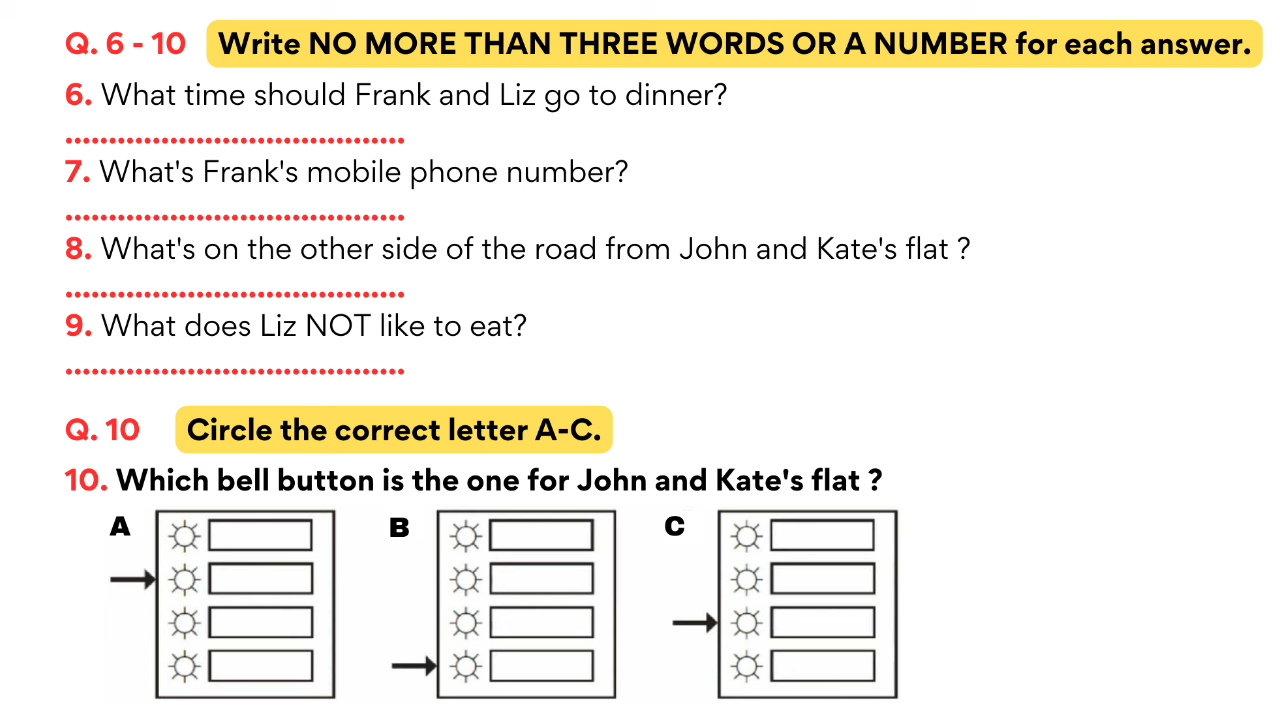 Q. 6 - 10 Write NO MORE THAN THREE WORDS OR A NUMBER for each answer.
6. What time should Frank and Liz go to dinner?
.......................................
7. What's Frank's mobile phone number?
.......................................
8. What's on the other side of the road from John and Kate's flat ?
.......................................
9. What does Liz NOT like to eat?
.......................................
Q. 10 Circle the correct letter A-C.
10. Which bell button is the one for John and Kate's flat ?
A B C